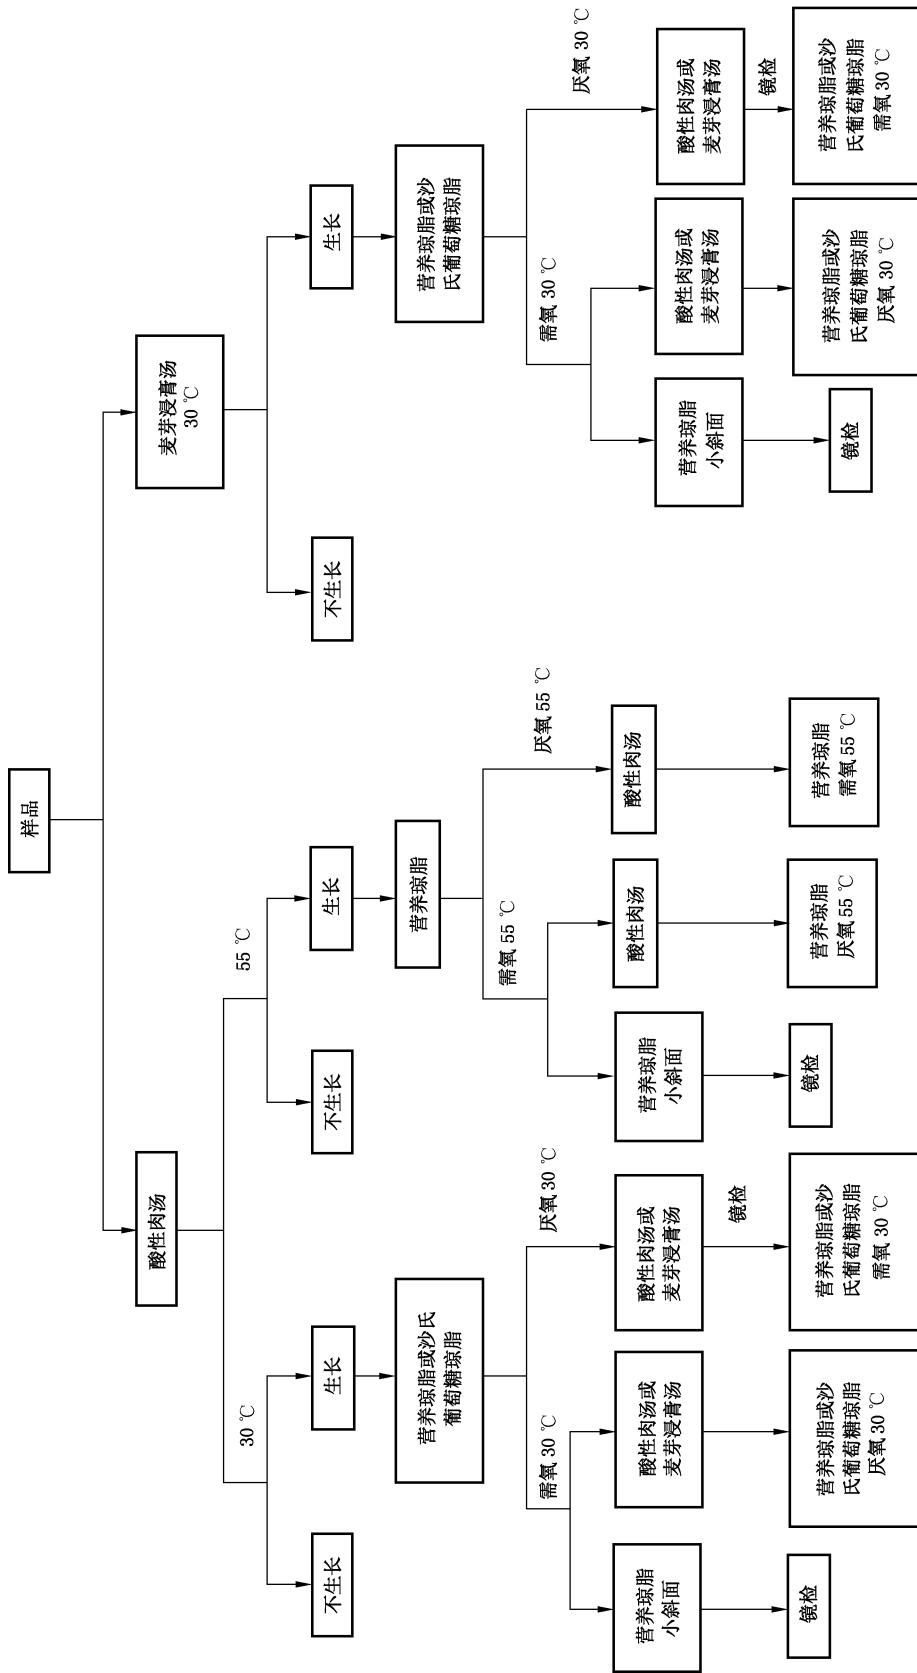 样品
酸性肉汤
麦芽浸膏汤
30 ℃
30 ℃
55 ℃
不生长
生长
不生长
生长
不生长
生长
营养琼脂或沙氏
葡萄糖琼脂
营养琼脂
营养琼脂或沙
氏葡萄糖琼脂
需氧 30 ℃
厌氧 30 ℃
需氧 55 ℃
厌氧 55 ℃
需氧 30 ℃
厌氧 30 ℃
营养琼脂
小斜面
酸性肉汤或
麦芽浸膏汤
酸性肉汤或
麦芽浸膏汤
营养琼脂
小斜面
酸性肉汤
酸性肉汤
营养琼脂
小斜面
酸性肉汤或
麦芽浸膏汤
酸性肉汤或
麦芽浸膏汤
镜检
镜检
镜检
营养琼脂或沙
氏葡萄糖琼脂
厌氧 30 ℃
营养琼脂或沙
氏葡萄糖琼脂
需氧 30 ℃
镜检
营养琼脂
厌氧 55 ℃
营养琼脂
需氧 55 ℃
镜检
营养琼脂或沙
氏葡萄糖琼脂
厌氧 30 ℃
营养琼脂或沙
氏葡萄糖琼脂
需氧 30 ℃